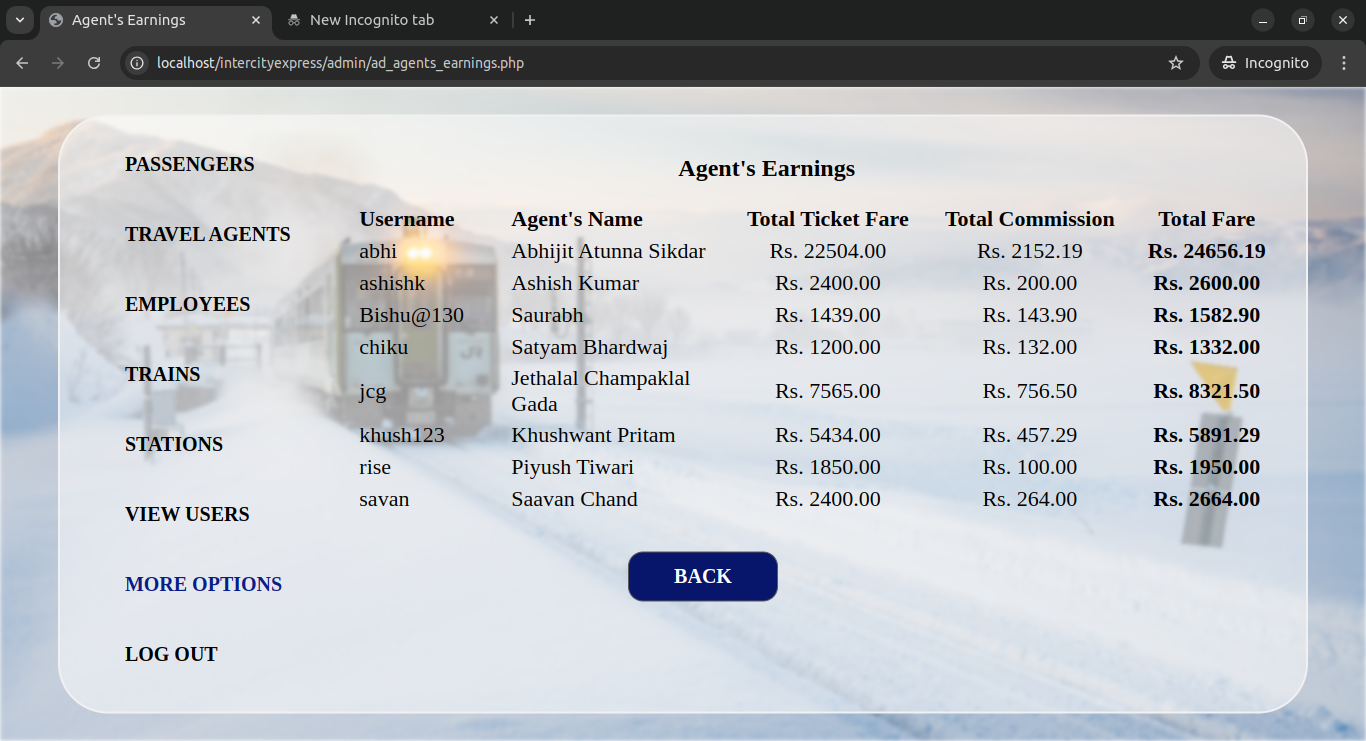 Agent's Earnings
New Incognito tab
localhost/intercityexpress/admin/ad_agents_earnings.php
Incognito
PASSENGERS
TRAVEL AGENTS
EMPLOYEES
TRAINS
STATIONS
VIEW USERS
MORE OPTIONS
LOG OUT
Agent's Earnings
Username Agent's Name Total Ticket Fare Total Commission Total Fare
abhi Abhijit Atunna Sikdar Rs. 22504.00 Rs. 2152.19 Rs. 24656.19
ashishk Ashish Kumar Rs. 2400.00 Rs. 200.00 Rs. 2600.00
Bishu@130 Saurabh Rs. 1439.00 Rs. 143.90 Rs. 1582.90
chiku Satyam Bhardwaj Rs. 1200.00 Rs. 132.00 Rs. 1332.00
jcg Jethalal Champaklal Rs. 7565.00 Rs. 756.50 Rs. 8321.50
Gada
khush123 Khushwant Pritam Rs. 5434.00 Rs. 457.29 Rs. 5891.29
rise Piyush Tiwari Rs. 1850.00 Rs. 100.00 Rs. 1950.00
savan Saavan Chand Rs. 2400.00 Rs. 264.00 Rs. 2664.00
BACK